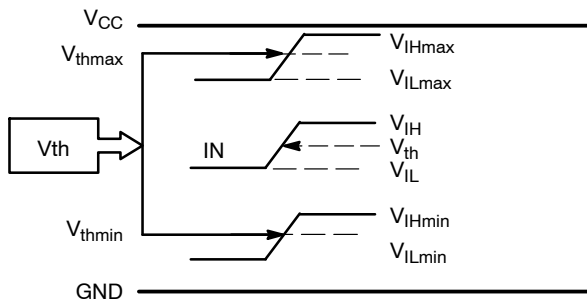 VCC
Vthmax
VIHmax
VILmax
Vth
IN
VIH
Vth
VIL
Vthmin
VIHmin
VILmin
GND